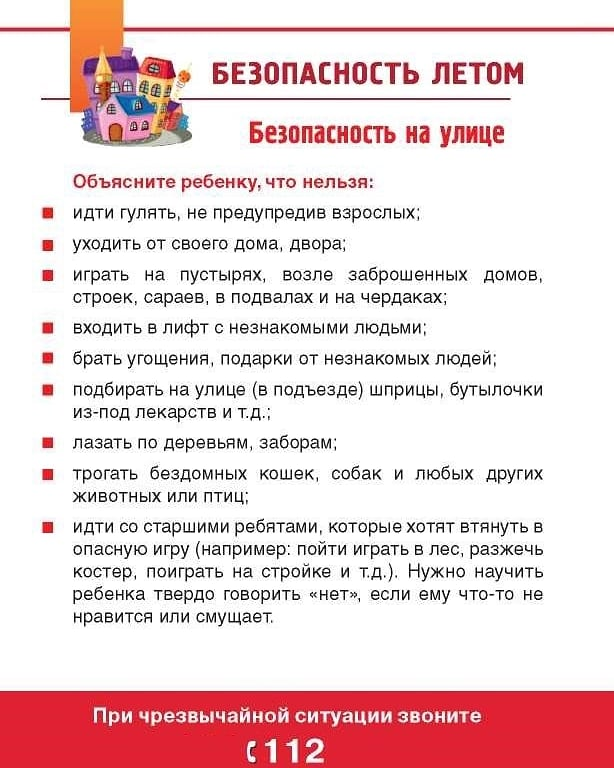 БЕЗОПАСНОСТЬ ЛЕТОМ
Безопасность на улице
Объясните ребенку, что нельзя:
идти гулять, не предупредив взрослых;
уходить от своего дома, двора;
играть на пустырях, возле заброшенных домов,
строек, сараев, в подвалах и на чердаках;
входить в лифт с незнакомыми людьми;
брать угощения, подарки от незнакомых людей;
подбирать на улице (в подъезде) шприцы, бутылочки
из-под лекарств и т.д.;
лазать по деревьям, заборам;
трогать бездомных кошек, собак и любых других
животных или птиц;
идти со старшими ребятами, которые хотят втянуть в
опасную игру (например: пойти играть в лес, разжечь
костер, поиграть на стройке и т.д.). Нужно научить
ребенка твердо говорить «нет», если ему что-то не
нравится или смущает.
При чрезвычайной ситуации звоните
112